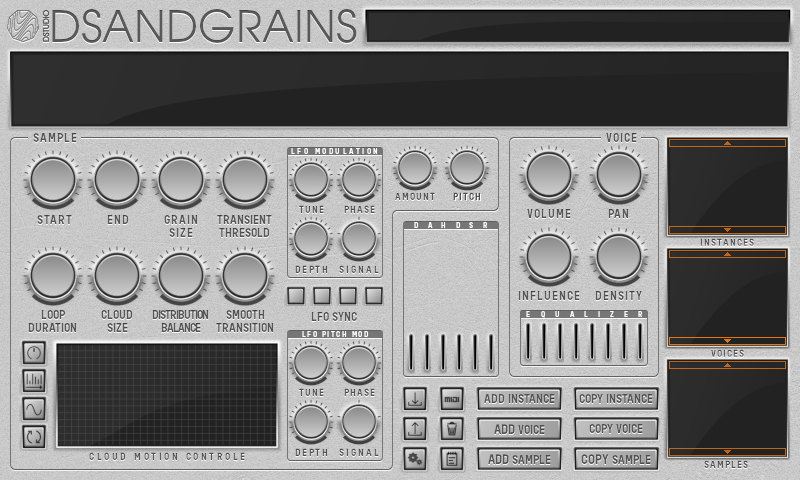 DSTUDIO
DSANDGRAINS
SAMPLE
START
END
GRAIN
SIZE
TRANSIENT
THRESOLD
LOOP
DURATION
CLOUD
SIZE
DISTRIBUTION
BALANCE
SMOOTH
TRANSITION
CLOUD MOTION CONTROLE
LFO MODULATION
TUNE
PHASE
DEPTH
SIGNAL
LFO SYNC
LFO PITCH MOD
TUNE
PHASE
DEPTH
SIGNAL
AMOUNT
PITCH
D A H D S R
VOICE
VOLUME
PAN
INFLUENCE
DENSITY
EQUALIZER
MIDI
ADD INSTANCE
COPY INSTANCE
ADD VOICE
COPY VOICE
ADD SAMPLE
COPY SAMPLE
INSTANCES
VOICES
SAMPLES